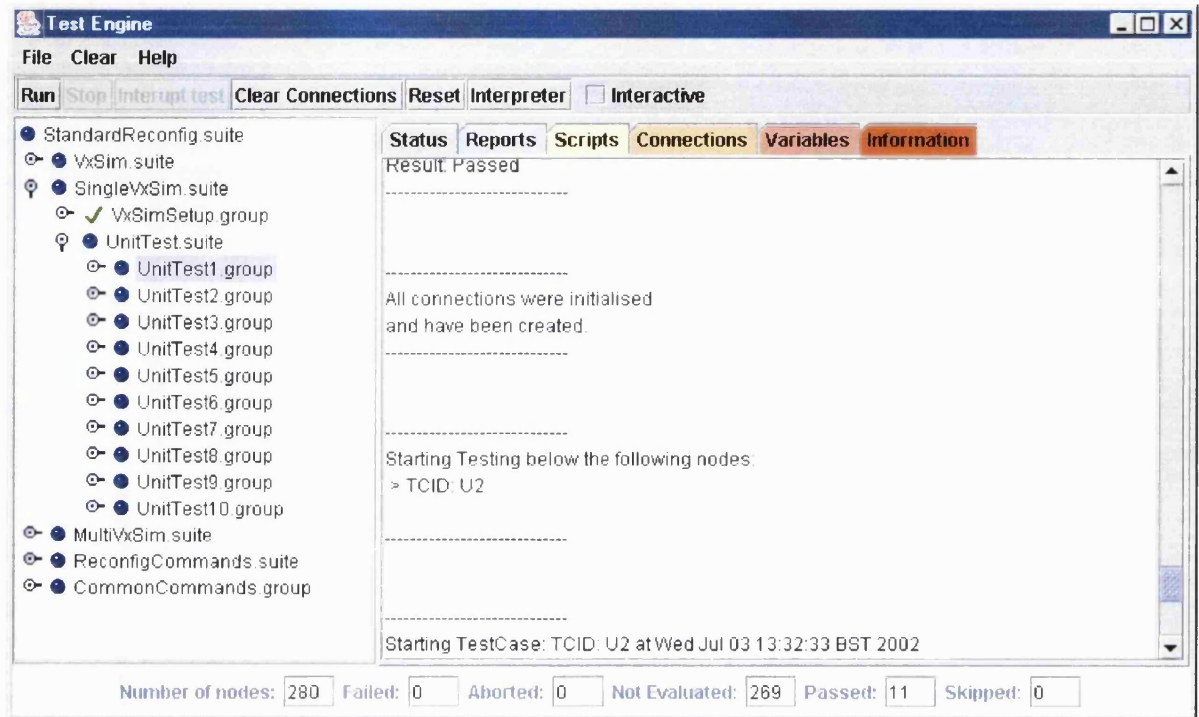 Test Engine
File Clear Help
Run Stop Interupt test Clear Connections Reset Interpreter Interactive
StandardReconfig.suite
VxSim.suite
SingleVxSim.suite
VxSimSetup.group
UnitTest.suite
UnitTest1.group
UnitTest2.group
UnitTest3.group
UnitTest4.group
UnitTest5.group
UnitTest6.group
UnitTest7.group
UnitTest8.group
UnitTest9.group
UnitTest10.group
MultiVxSim.suite
ReconfigCommands.suite
CommonCommands.group
Status Reports Scripts Connections Variables Information
Result: Passed
----------------------------
----------------------------
All connections were initialised
and have been created.
----------------------------
----------------------------
Starting Testing below the following nodes:
> TCID: U2
----------------------------
----------------------------
Starting TestCase: TCID: U2 at Wed Jul 03 13:32:33 BST 2002
Number of nodes: 280 Failed: 0 Aborted: 0 Not Evaluated: 269 Passed: 11 Skipped: 0